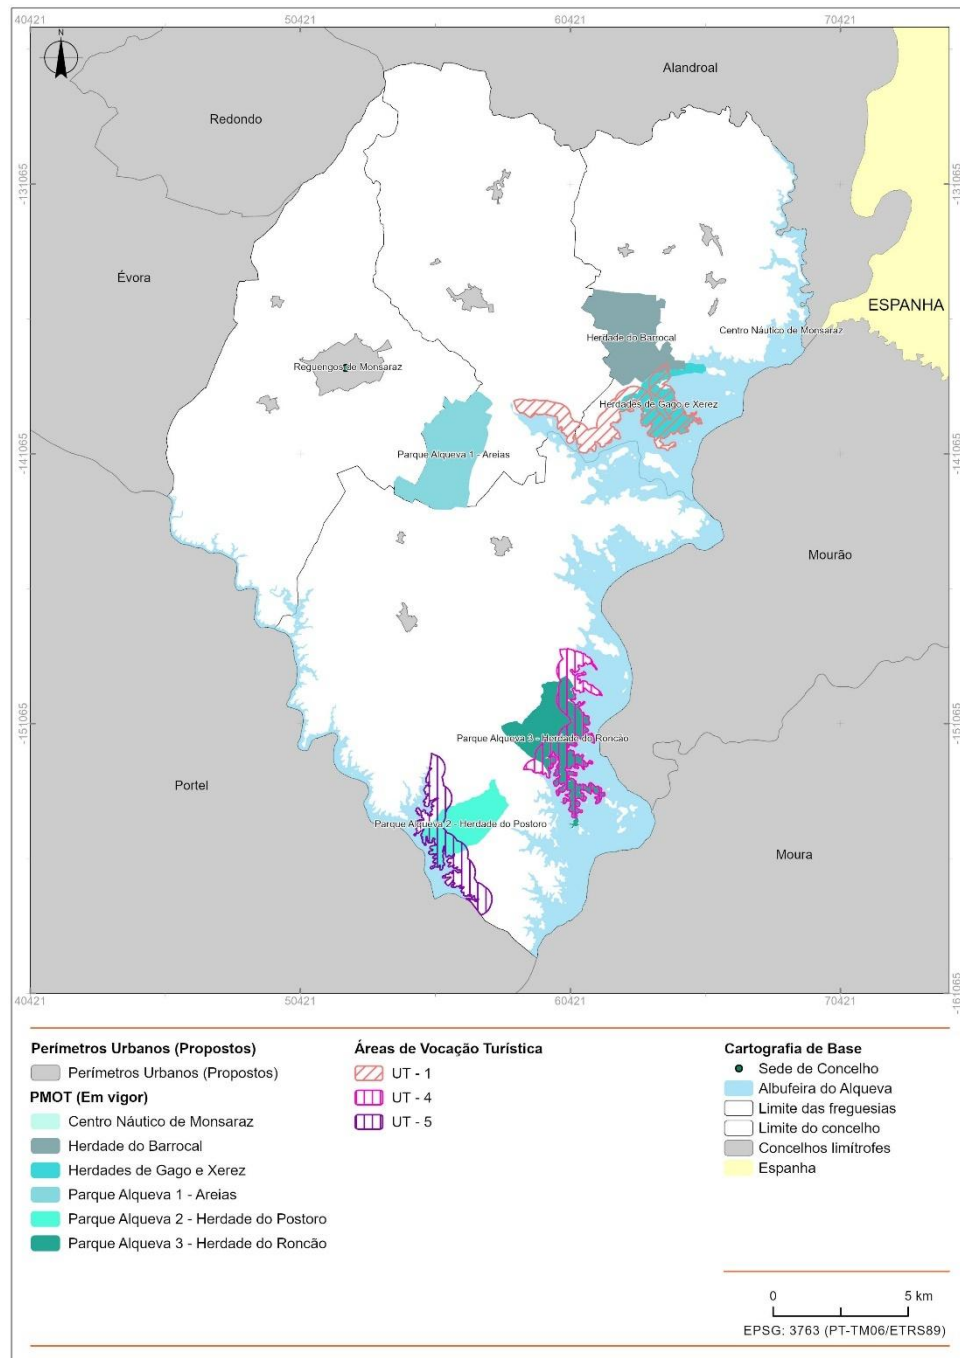 40421
50421
60421
70421
N
Alandroal
Redondo
-131065
-131065
Évora
ESPANHA
Centro Náutico de Monsaraz
Herdade do Barrocal
Reguengos de Monsaraz
Herdades de Gago e Xerez
-141065
-141065
Parque Alqueva 1 - Areias
Mourão
-151065
-151065
Parque Alqueva 3 - Herdade do Roncão
Portel
Parque Alqueva 2 - Herdade do Postoro
Moura
-161065
40421
50421
60421
70421
Perímetros Urbanos (Propostos)
Perímetros Urbanos (Propostos)
PMOT (Em vigor)
Centro Náutico de Monsaraz
Herdade do Barrocal
Herdades de Gago e Xerez
Parque Alqueva 1 - Areias
Parque Alqueva 2 - Herdade do Postoro
Parque Alqueva 3 - Herdade do Roncão
Áreas de Vocação Turística
UT - 1
UT - 4
UT - 5
Cartografia de Base
Sede de Concelho
Albufeira do Alqueva
Limite das freguesias
Limite do concelho
Concelhos limítrofes
Espanha
0 5 km
EPSG: 3763 (PT-TM06/ETRS89)